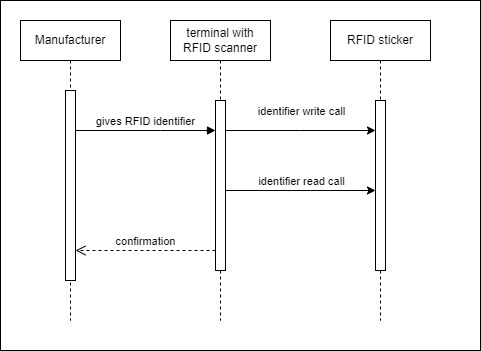 Manufacturer
terminal with
RFID scanner
RFID sticker
gives RFID identifier
identifier write call
identifier read call
confirmation